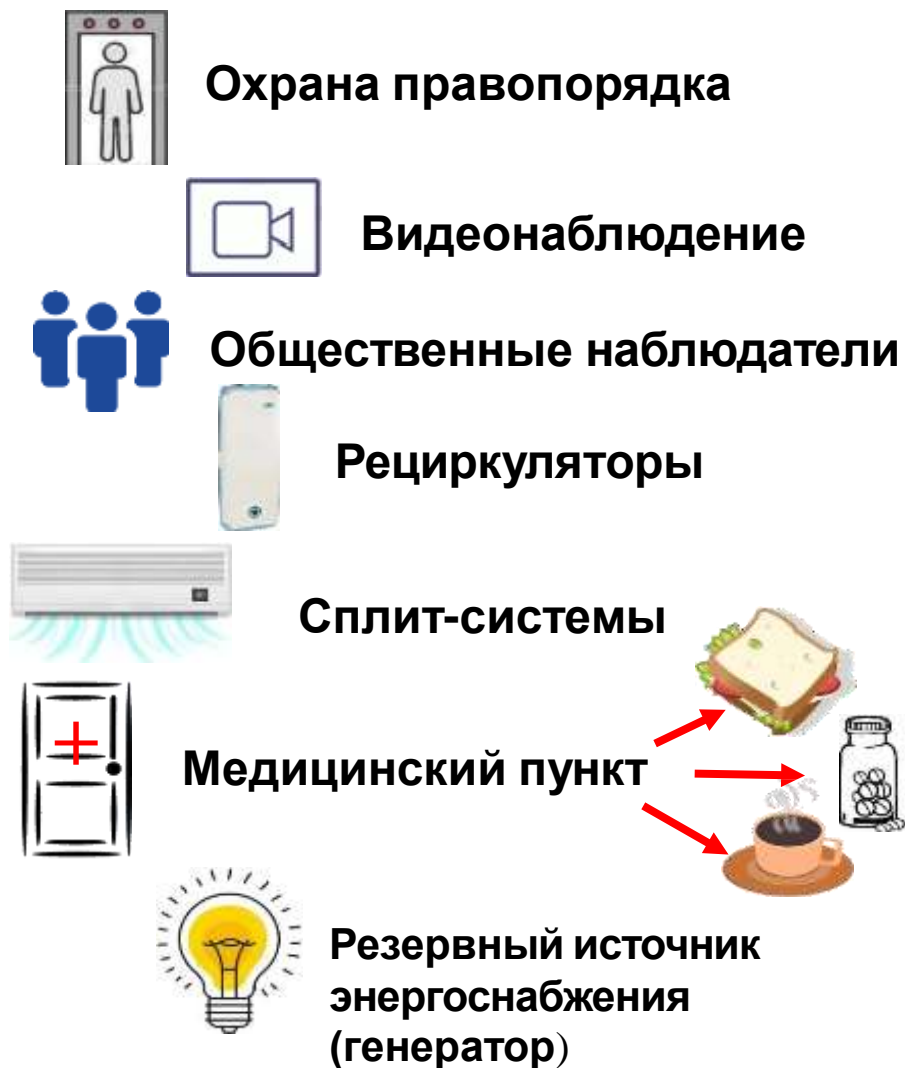 Охрана правопорядка
Видеонаблюдение
Общественные наблюдатели
Рециркуляторы
Сплит-системы
Медицинский пункт
Резервный источник
энергоснабжения
(генератор)